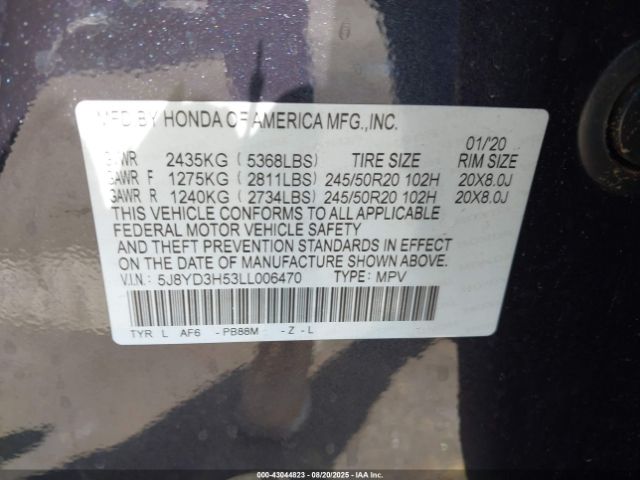 MFD BY HONDA OF AMERICA MFG.,INC.
01/'20
GVWR 2435KG (5368LBS) TIRE SIZE RIM SIZE
GAWR F 1275KG (2811LBS) 245/50R20 102H 20X8.0J
GAWR R 1240KG (2734LBS) 245/50R20 102H 20X8.0J
THIS VEHICLE CONFORMS TO ALL APPLICABLE
FEDERAL MOTOR VEHICLE SAFETY
AND THEFT PREVENTION STANDARDS IN EFFECT
ON THE DATE OF MANUFACTURE SHOWN ABOVE.
V.I.N.: 5J8YD3H53LL006470 TYPE: MPV
TYR L AF6 - PB88M - Z - L
© - 43044823 - 08/20/2025 - IAA Inc.